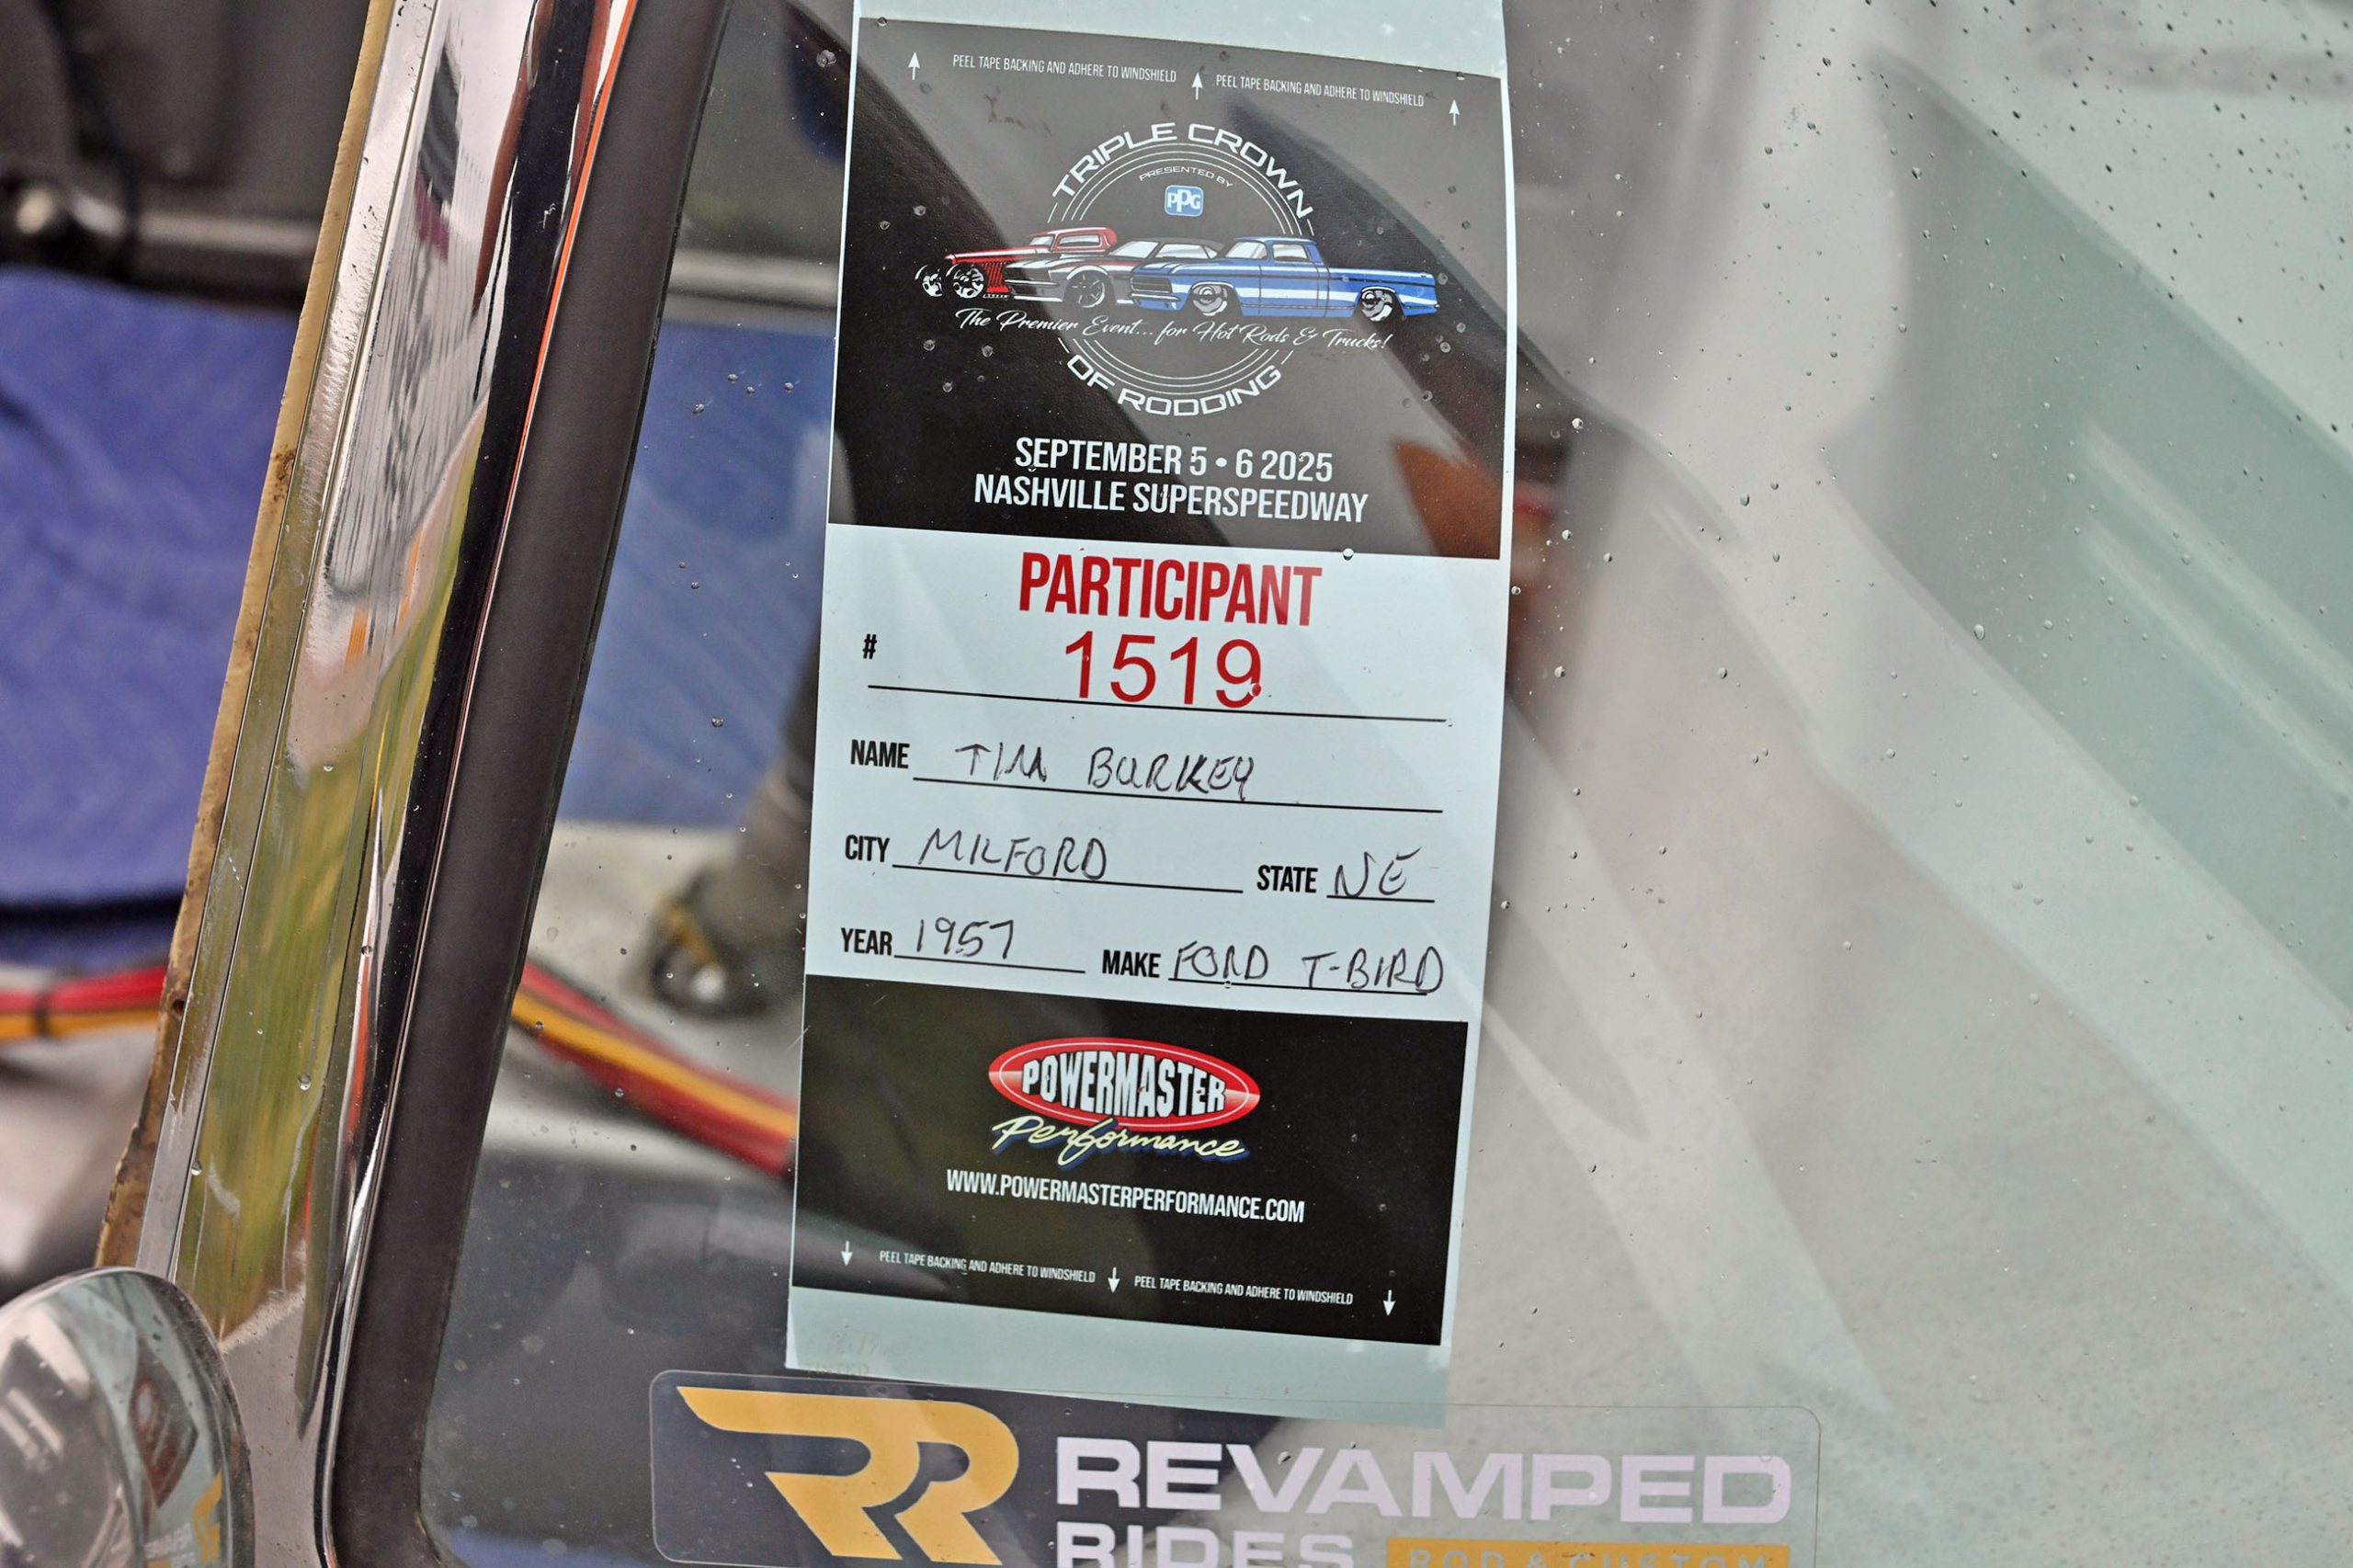 PEEL TAPE BACKING AND ADHERE TO WINDSHIELD PEEL TAPE BACKING AND ADHERE TO WINDSHIELD
TRIPLE CROWN
PRESENTED BY
PPG
The Premier Event... for Hot Rods & Trucks!
OF RODDING
SEPTEMBER 5 • 6 2025
NASHVILLE SUPERSPEEDWAY
PARTICIPANT
# 1519
NAME TIM BURKEY
CITY MILFORD STATE NE
YEAR 1957 MAKE FORD T-BIRD
POWERMASTER
Performance
WWW.POWERMASTERPERFORMANCE.COM
PEEL TAPE BACKING AND ADHERE TO WINDSHIELD PEEL TAPE BACKING AND ADHERE TO WINDSHIELD
RR REVAMPED
RIDES ROD & CUSTOM